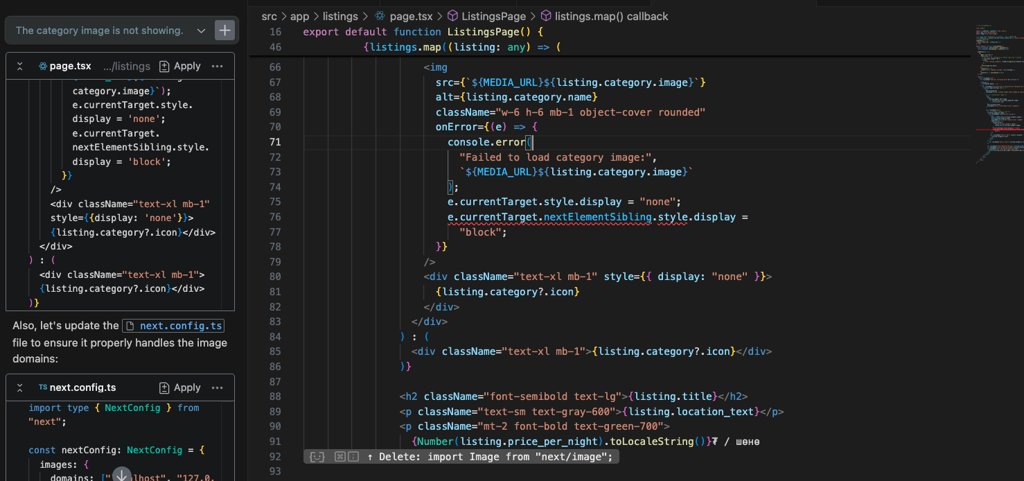 The category image is not showing.
page.tsx .../listings Apply ...
category.image}`);
e.currentTarget.style.
display = 'none';
e.currentTarget.
nextElementSibling.style.
display = 'block';
}}
/>
<div className="text-xl mb-1"
style={{display: 'none'}}>
{listing.category?.icon}</div>
</div>
) : (
<div className="text-xl mb-1">
{listing.category?.icon}</div>
)}
Also, let's update the next.config.ts
file to ensure it properly handles the image
domains:
TS next.config.ts Apply ...
import type { NextConfig } from
"next";
const nextConfig: NextConfig = {
images: {
src > app > listings > page.tsx > ListingsPage > listings.map() callback
16 export default function ListingsPage() {
46 {listings.map((listing: any) => (
66 <img
67 src={`${MEDIA_URL}${listing.category.image}`}
68 alt={listing.category.name}
69 className="w-6 h-6 mb-1 object-cover rounded"
70 onError={(e) => {
71 console.error(
72 "Failed to load category image:",
73 `${MEDIA_URL}${listing.category.image}`
74 );
75 e.currentTarget.style.display = "none";
76 e.currentTarget.nextElementSibling.style.display =
77 "block";
78 }}
79 />
80 <div className="text-xl mb-1" style={{ display: "none" }}>
81 {listing.category?.icon}
82 </div>
83 </div>
84 ) : (
85 <div className="text-xl mb-1">{listing.category?.icon}</div>
86 )}
87
88 <h2 className="font-semibold text-lg">{listing.title}</h2>
89 <p className="text-sm text-gray-600">{listing.location_text}</p>
90 <p className="mt-2 font-bold text-green-700">
91 {Number(listing.price_per_night).toLocaleString()}₮ / шөнө
92 ↑ Delete: import Image from "next/image";
93